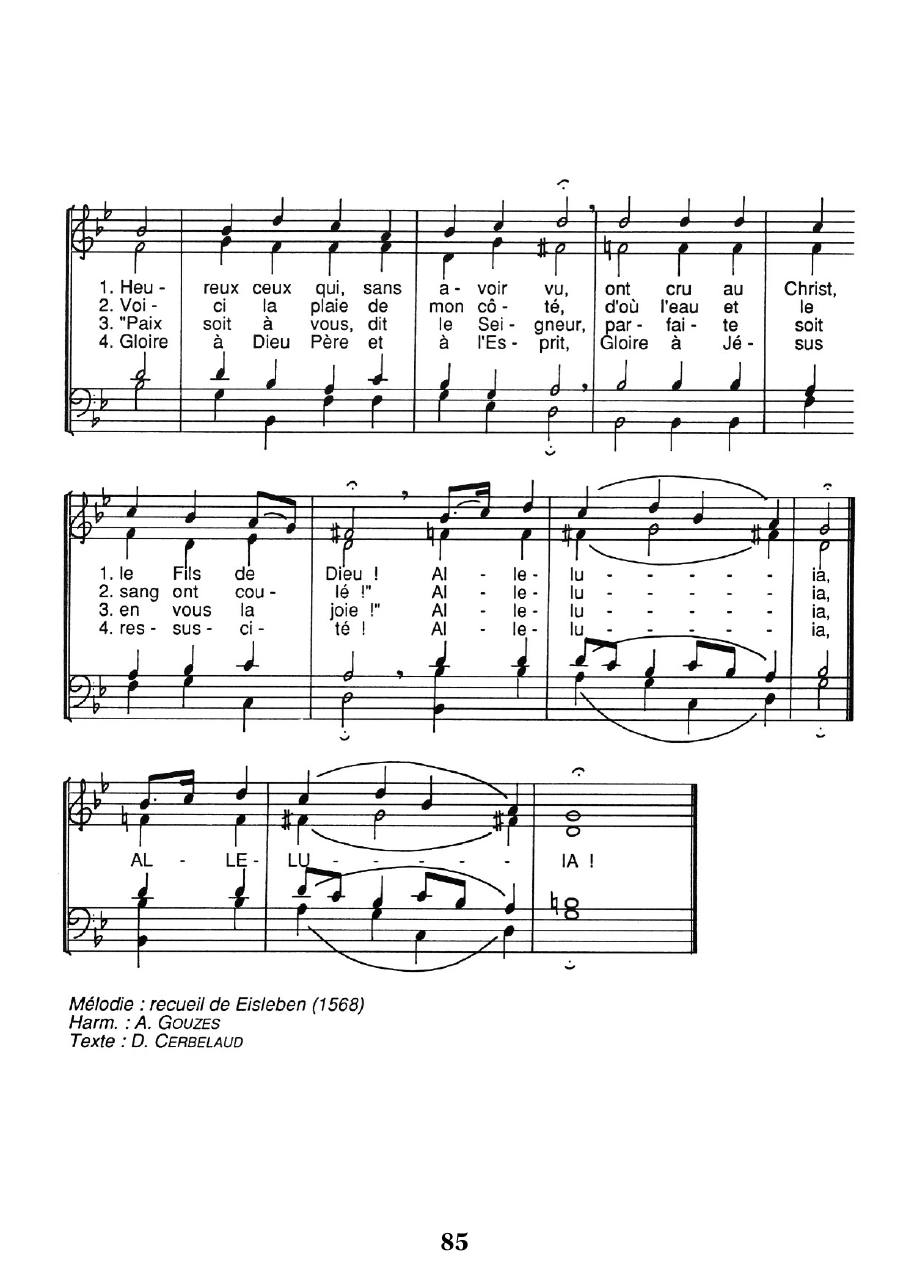 1. Heu - reux ceux qui, sans a - voir vu, ont cru au Christ,
2. Voi - ci la plaie de mon cô - té, d'où l'eau et le
3. "Paix soit à vous, dit le Sei - gneur, par - fai - te soit
4. Gloire à Dieu Père et à l'Es - prit, Gloire à Jé - sus
1. le Fils de Dieu ! Al - le - lu - - - - - - ia,
2. sang ont cou - lé !" Al - le - lu - - - - - - ia,
3. en vous la joie !" Al - le - lu - - - - - - ia,
4. res - sus - ci - té ! Al - le - lu - - - - - - ia,
AL - LE - LU - - - - - IA !
Mélodie : recueil de Eisleben (1568)
Harm. : A. GOUZES
Texte : D. CERBELAUD
85